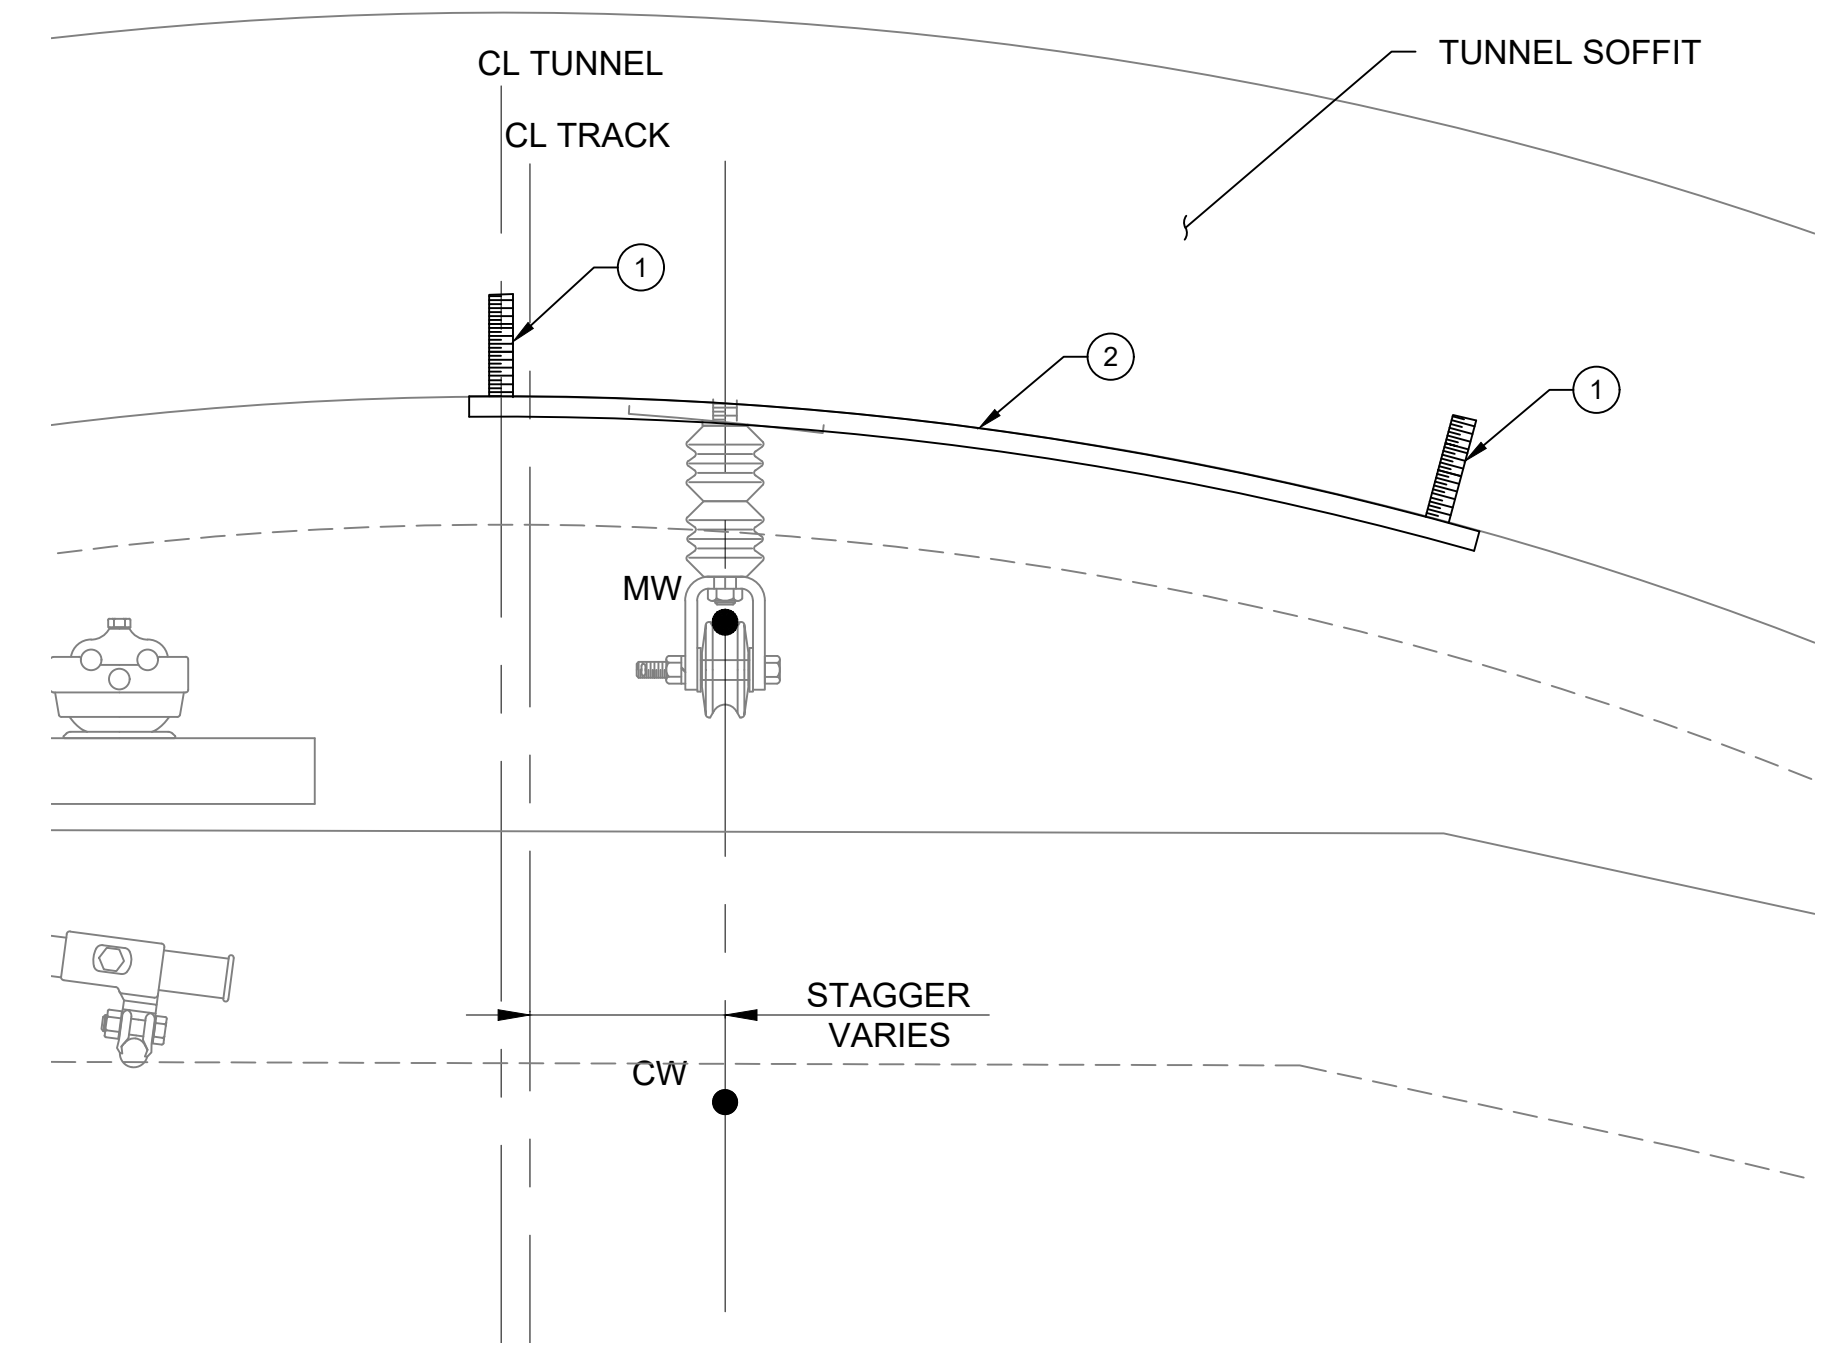 TUNNEL SOFFIT
CL TUNNEL
CL TRACK
1
2
1
MW
STAGGER
VARIES
CW